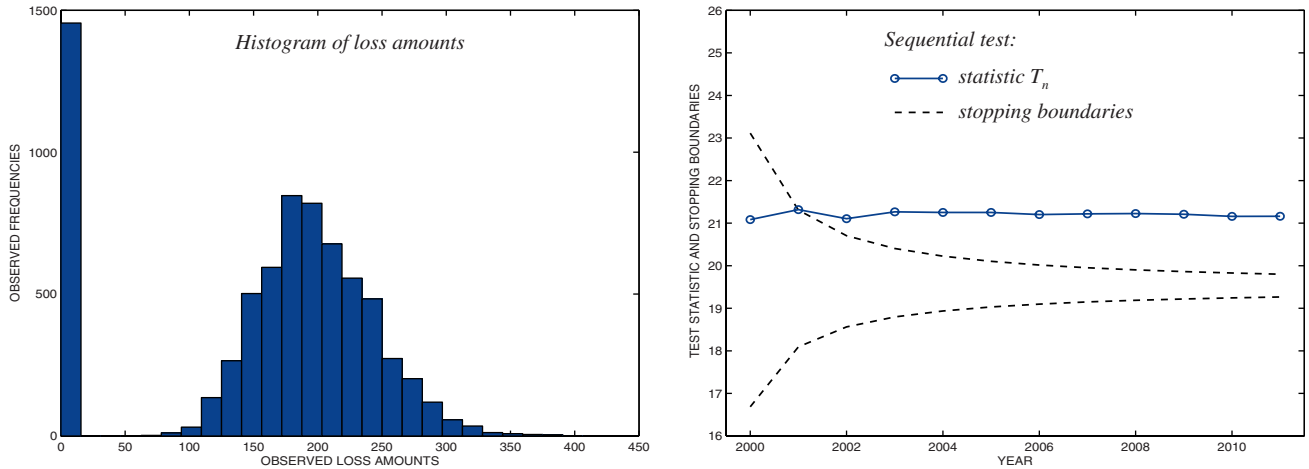 Histogram of loss amounts
OBSERVED FREQUENCIES
1500
1000
500
0
0 50 100 150 200 250 300 350 400 450
OBSERVED LOSS AMOUNTS
Sequential test:
statistic Tn
stopping boundaries
TEST STATISTIC AND STOPPING BOUNDARIES
26
25
24
23
22
21
20
19
18
17
16
2000 2002 2004 2006 2008 2010
YEAR